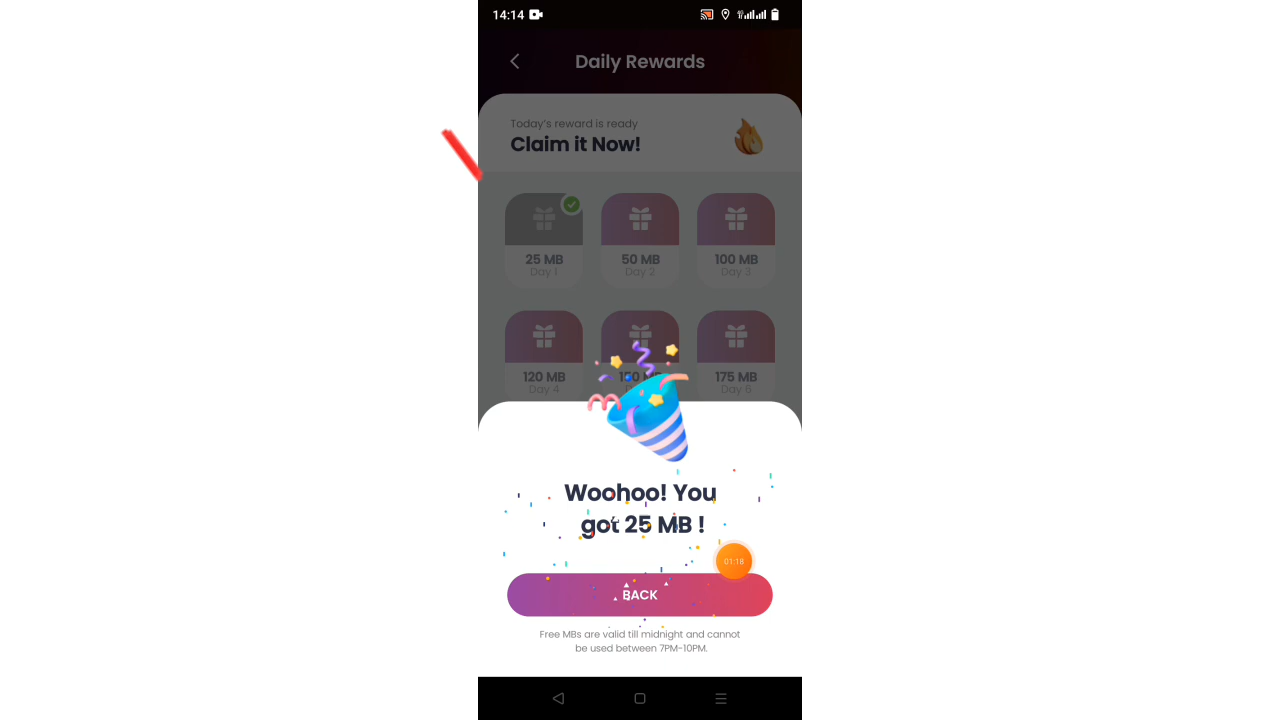 14:14
Daily Rewards
Today's reward is ready
Claim it Now!
25 MB
Day 1
50 MB
Day 2
100 MB
Day 3
120 MB
Day 4
175 MB
Day 6
Woohoo! You
got 25 MB !
01:18
BACK
Free MBs are valid till midnight and cannot
be used between 7PM-10PM.